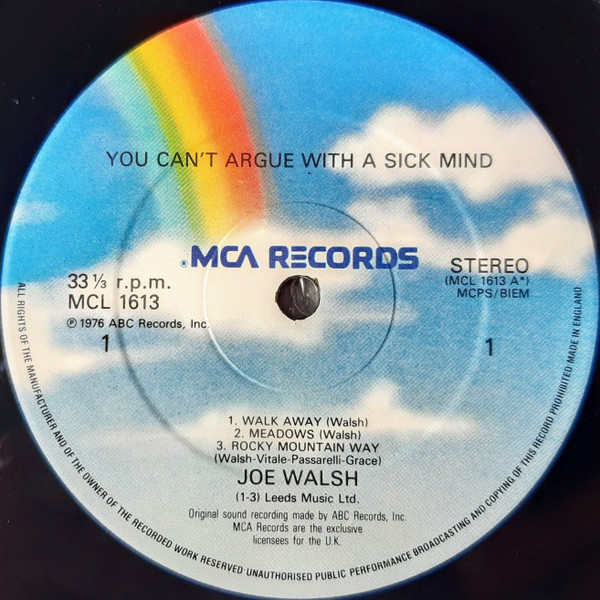 YOU CAN'T ARGUE WITH A SICK MIND
®MCA RECORDS
33 ⅓ r.p.m.
MCL 1613
℗ 1976 ABC Records, Inc.
1
STEREO
(MCL 1613 A*)
MCPS/BIEM
1
1. WALK AWAY (Walsh)
2. MEADOWS (Walsh)
3. ROCKY MOUNTAIN WAY
(Walsh-Vitale-Passarelli-Grace)
JOE WALSH
(1-3) Leeds Music Ltd.
Original sound recording made by ABC Records, Inc.
MCA Records are the exclusive
licensees for the U.K.
ALL RIGHTS OF THE MANUFACTURER AND OF THE OWNER OF THE RECORDED WORK RESERVED·UNAUTHORISED PUBLIC PERFORMANCE BROADCASTING AND COPYING OF THIS RECORD PROHIBITED MADE IN ENGLAND